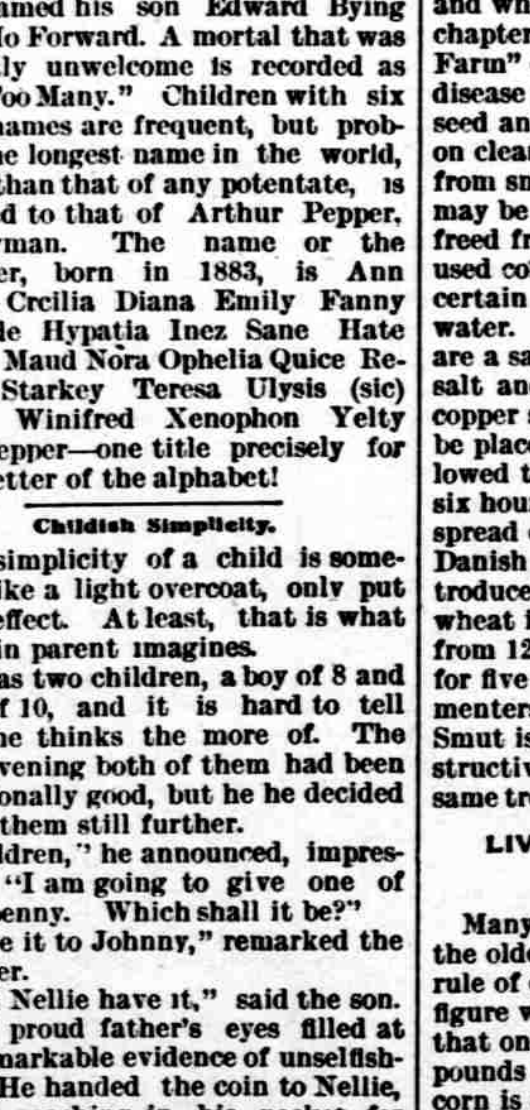 amed his son Edward Bying
Io Forward. A mortal that was
ly unwelcome is recorded as
Too Many." Children with six
names are frequent, but prob-
e longest name in the world,
than that of any potentate, is
d to that of Arthur Pepper,
yman. The name or the
er, born in 1883, is Ann
Crcilia Diana Emily Fanny
le Hypatia Inez Sane Hate
Maud Nora Ophelia Quice Re-
Starkey Teresa Ulysis (sic)
Winifred Xenophon Yelty
epper—one title precisely for
etter of the alphabet!
Childish Simplicity.
simplicity of a child is some-
ike a light overcoat, only put
effect. At least, that is what
in parent imagines.
as two children, a boy of 8 and
f 10, and it is hard to tell
he thinks the more of. The
vening both of them had been
onally good, but he he decided
them still further.
ldren," he announced, impres-
"I am going to give one of
penny. Which shall it be?"
e it to Johnny," remarked the
er.
Nellie have it," said the son.
proud father's eyes filled at
markable evidence of unselfish-
He handed the coin to Nellie,
and wh
chapter
Farm"
disease
seed an
on clea
from sm
may be
freed fr
used co
certain
water.
are a sa
salt an
copper s
be place
lowed t
six hou
spread
Danish
troduce
wheat i
from 12
for five
menter
Smut is
structiv
same tr
LIV
Many
the old
rule of
figure w
that on
pounds
corn is